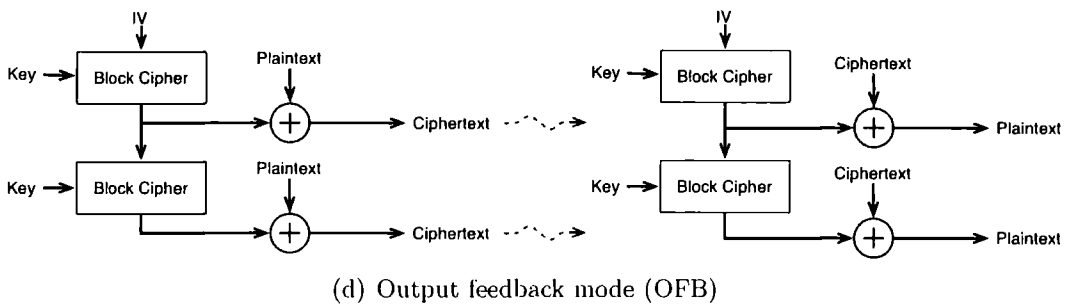 IV
Key
Block Cipher
Plaintext
Ciphertext
Key
Block Cipher
Plaintext
Ciphertext
IV
Key
Block Cipher
Ciphertext
Plaintext
Key
Block Cipher
Ciphertext
Plaintext
(d) Output feedback mode (OFB)